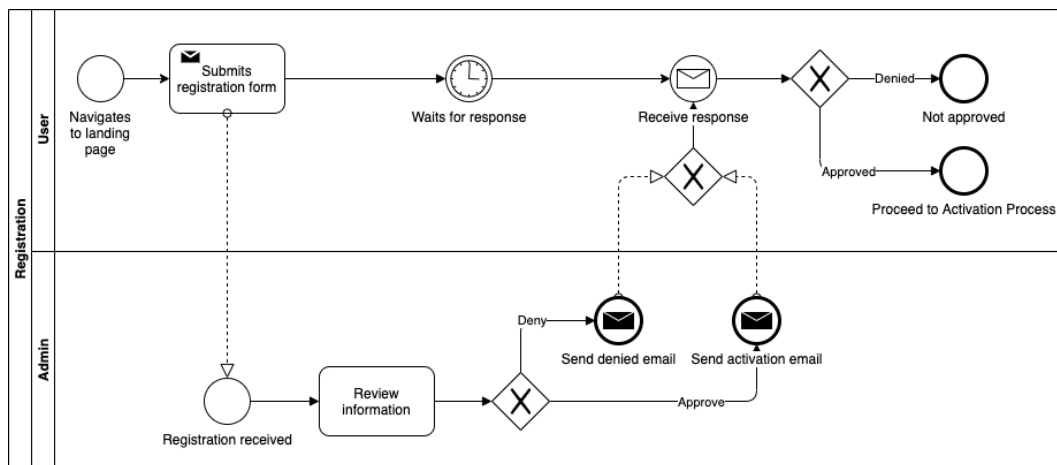 Registration
User
Navigates
to landing
page
Submits
registration form
Waits for response
Receive response
Denied
Not approved
Approved
Proceed to Activation Process
Admin
Registration received
Review
information
Deny
Send denied email
Approve
Send activation email